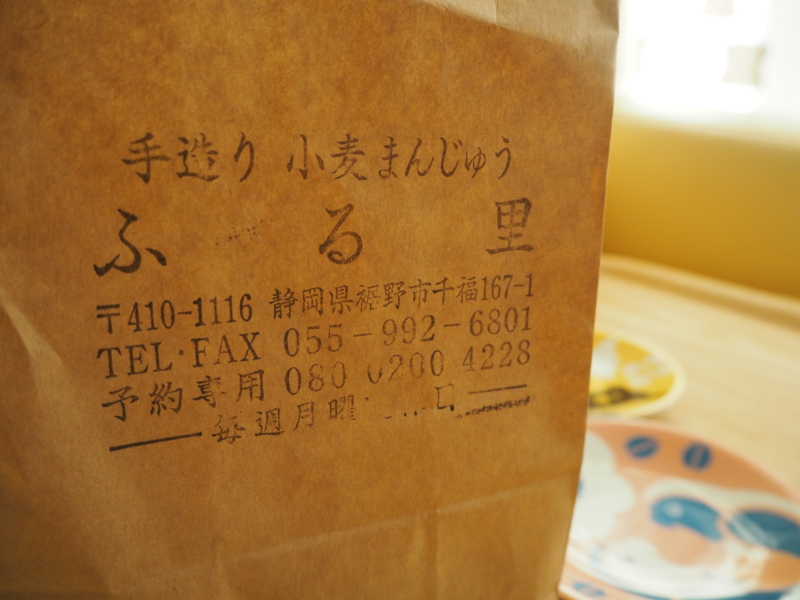 手造り 小麦まんじゅう
ふる里
〒410-1116 静岡県裾野市千福167-1
TEL・FAX 055-992-6801
予約専用 080 0200 4228
毎週月曜